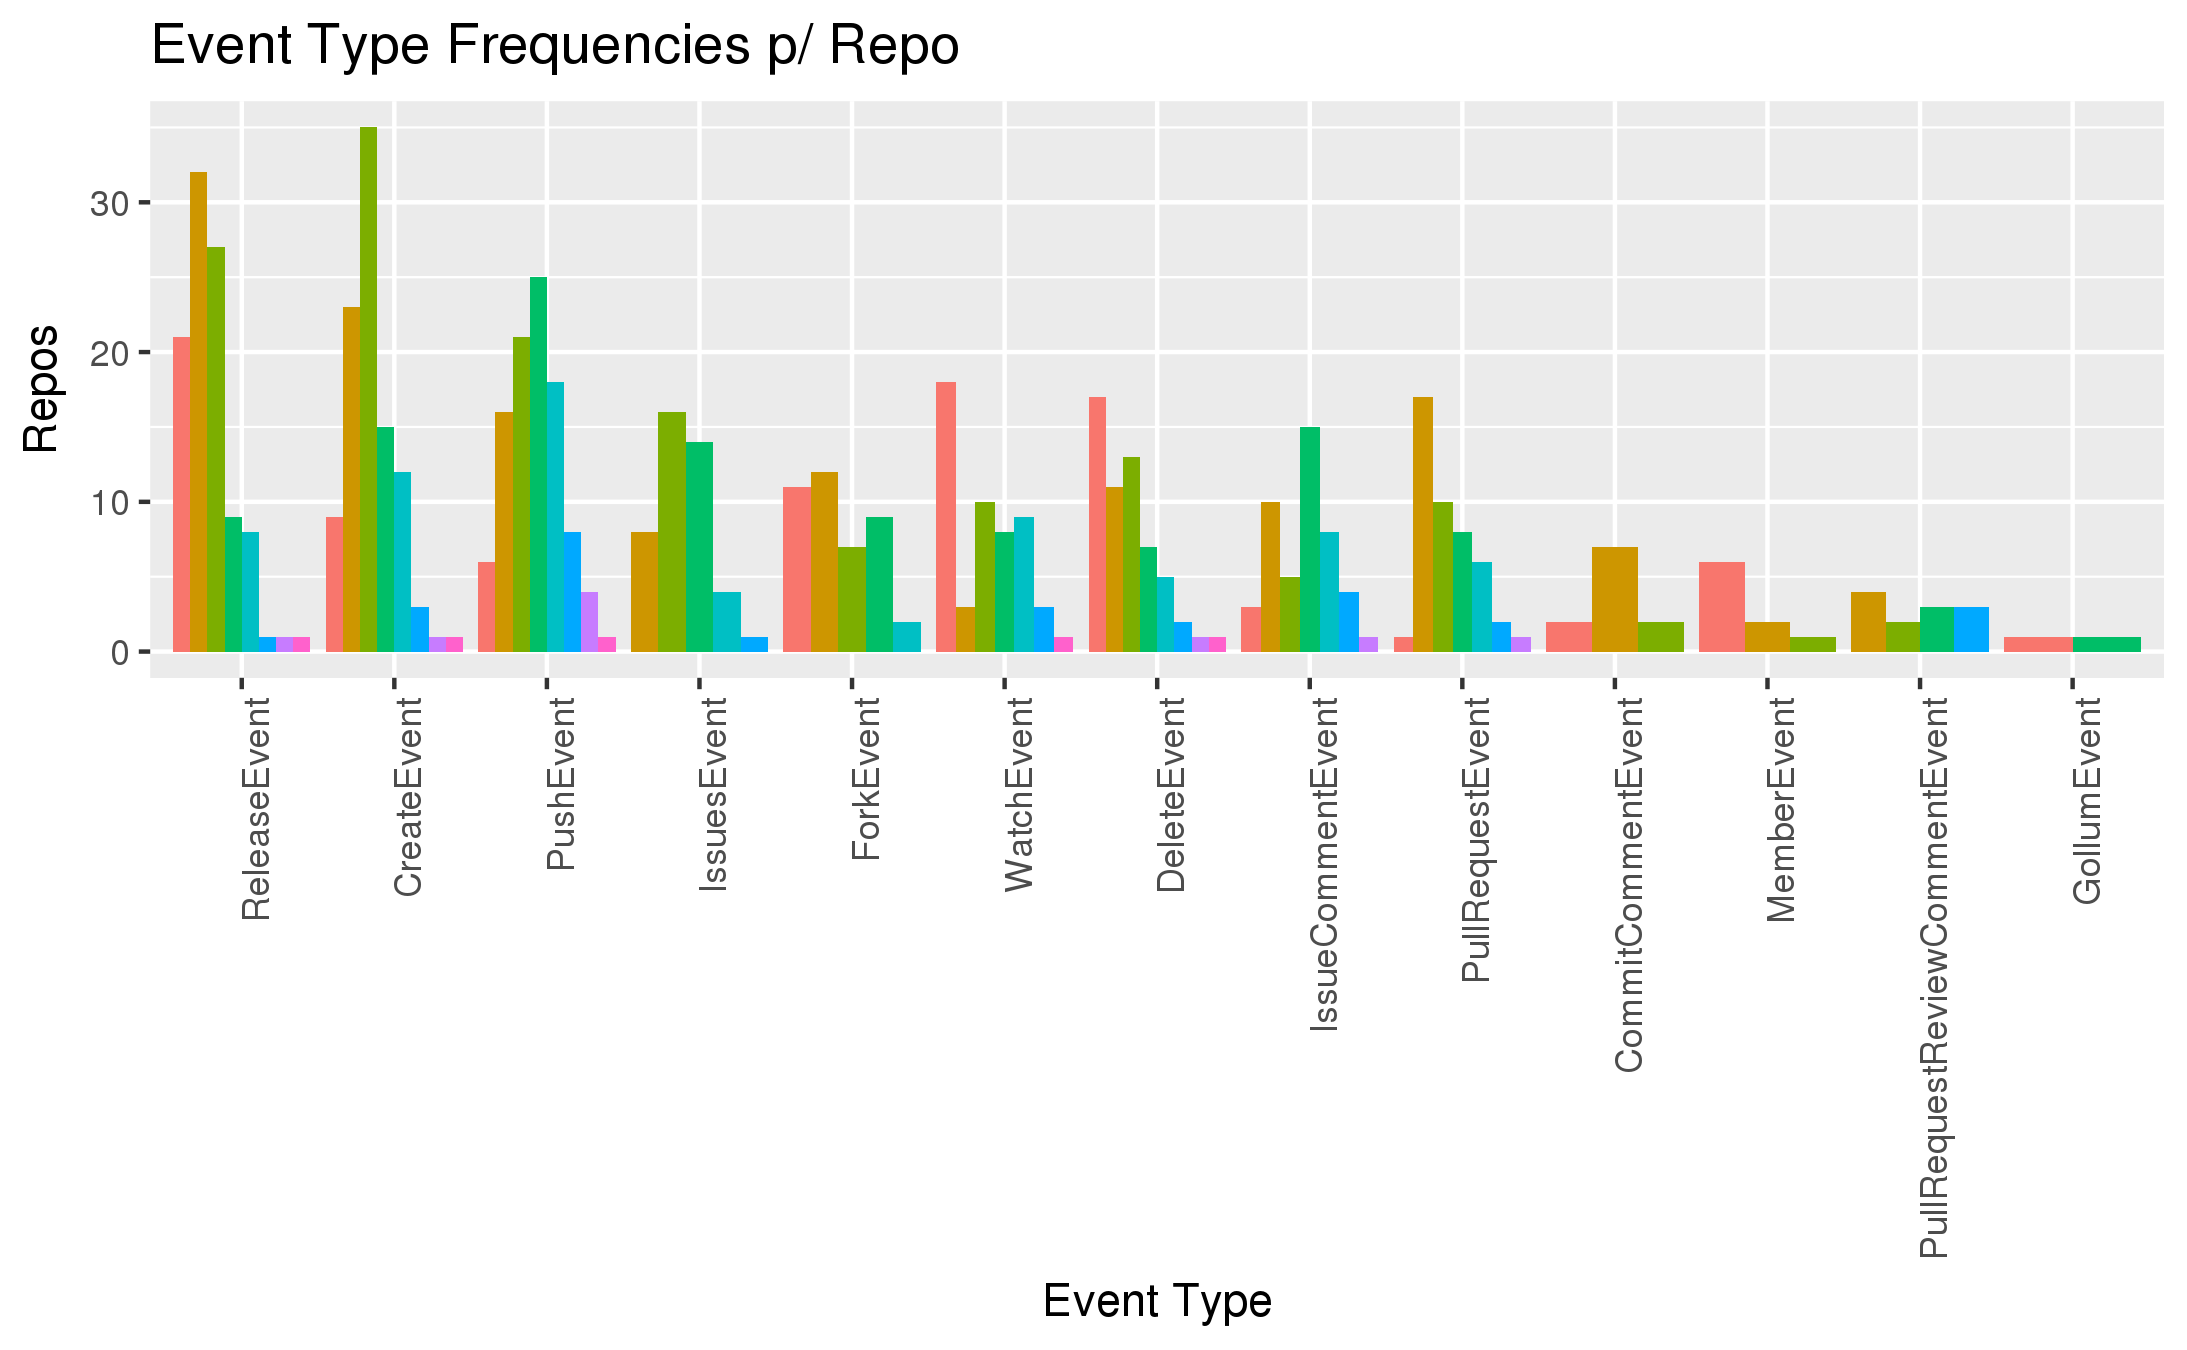 Event Type Frequencies p/ Repo
Repos
30
20
10
0
ReleaseEvent
CreateEvent
PushEvent
IssuesEvent
ForkEvent
WatchEvent
DeleteEvent
IssueCommentEvent
PullRequestEvent
CommitCommentEvent
MemberEvent
PullRequestReviewCommentEvent
GollumEvent
Event Type